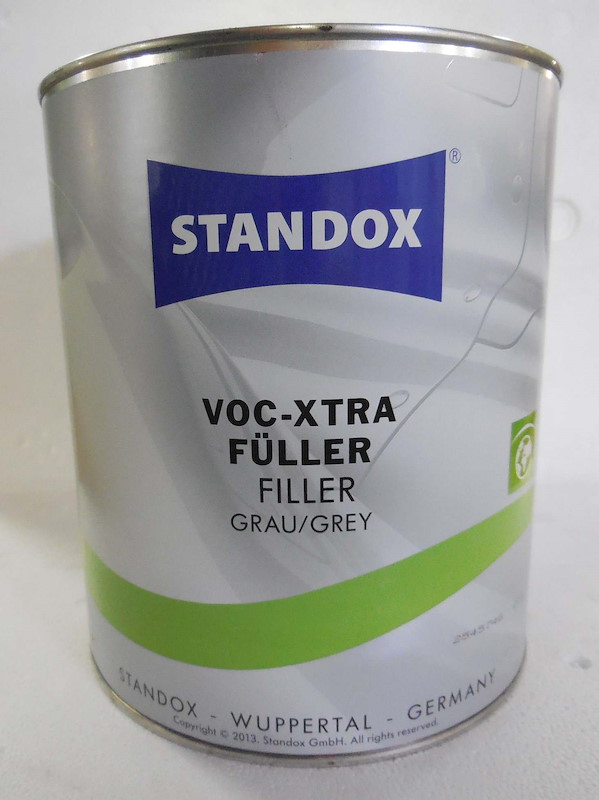 STANDOX®
VOC-XTRA
FÜLLER
FILLER
GRAU/GREY
STANDOX - WUPPERTAL - GERMANY
Copyright © 2013. Standox GmbH. All rights reserved.